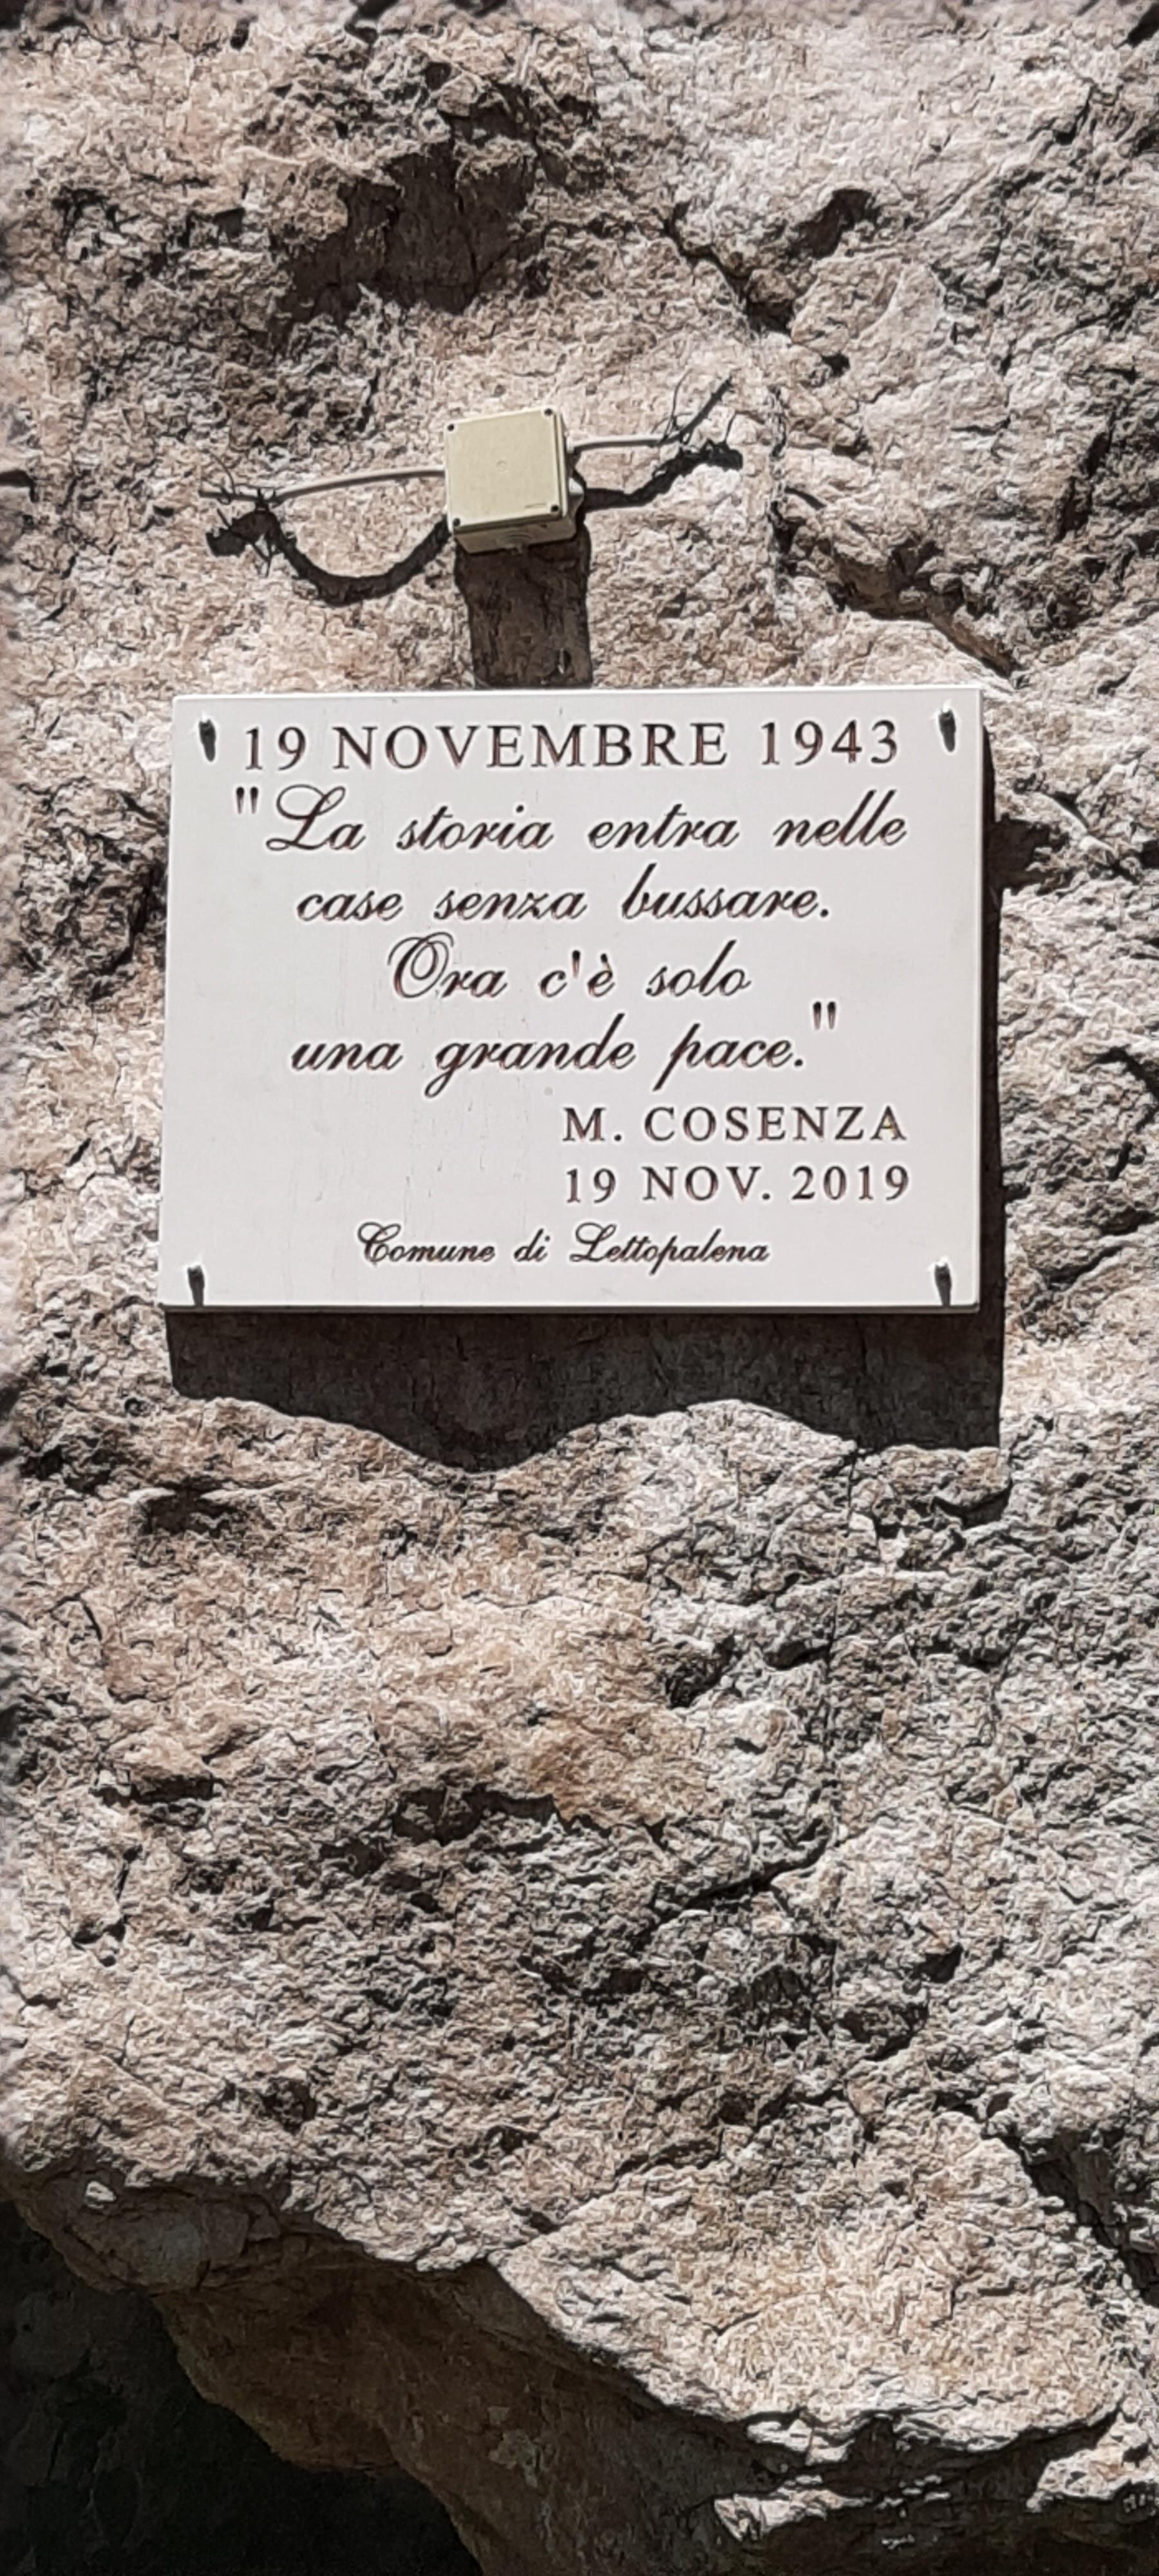 19 NOVEMBRE 1943
"La storia entra nelle
case senza bussare.
Ora c'è solo
una grande pace."
M. COSENZA
19 NOV. 2019
Comune di Lettopalena